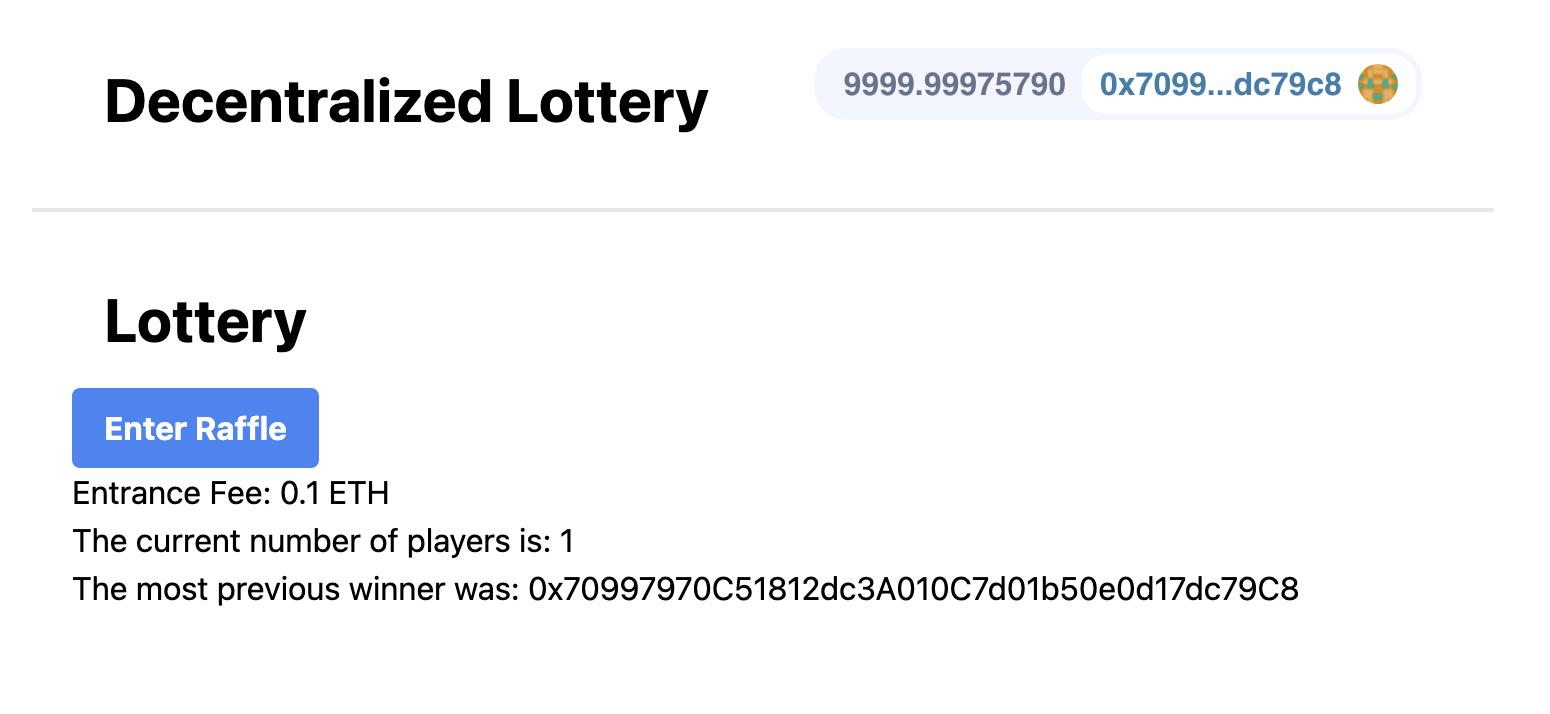 Decentralized Lottery
9999.99975790 0x7099...dc79c8
Lottery
Enter Raffle
Entrance Fee: 0.1 ETH
The current number of players is: 1
The most previous winner was: 0x70997970C51812dc3A010C7d01b50e0d17dc79C8